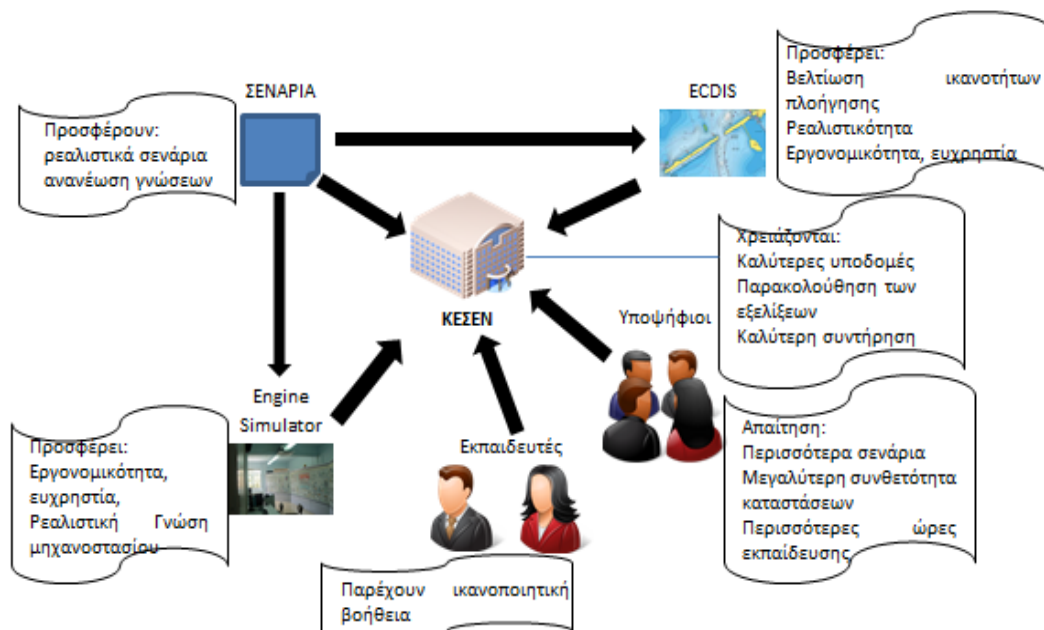 ΣΕΝΑΡΙΑ
Προσφέρουν:
ρεαλιστικά σενάρια
ανανέωση γνώσεων
ECDIS
Προσφέρει:
Βελτίωση ικανοτήτων
πλοήγησης
Ρεαλιστικότητα
Εργονομικότητα, ευχρηστία
ΚΕΣΕΝ
Χρειάζονται:
Καλύτερες υποδομές
Παρακολούθηση των
εξελίξεων
Καλύτερη συντήρηση
Υποψήφιοι
Απαίτηση:
Περισσότερα σενάρια
Μεγαλύτερη συνθετότητα
καταστάσεων
Περισσότερες ώρες
εκπαίδευσης
Engine
Simulator
Προσφέρει:
Εργονομικότητα,
ευχρηστία,
Ρεαλιστική Γνώση
μηχανοστασίου
Εκπαιδευτές
Παρέχουν ικανοποιητική
βοήθεια